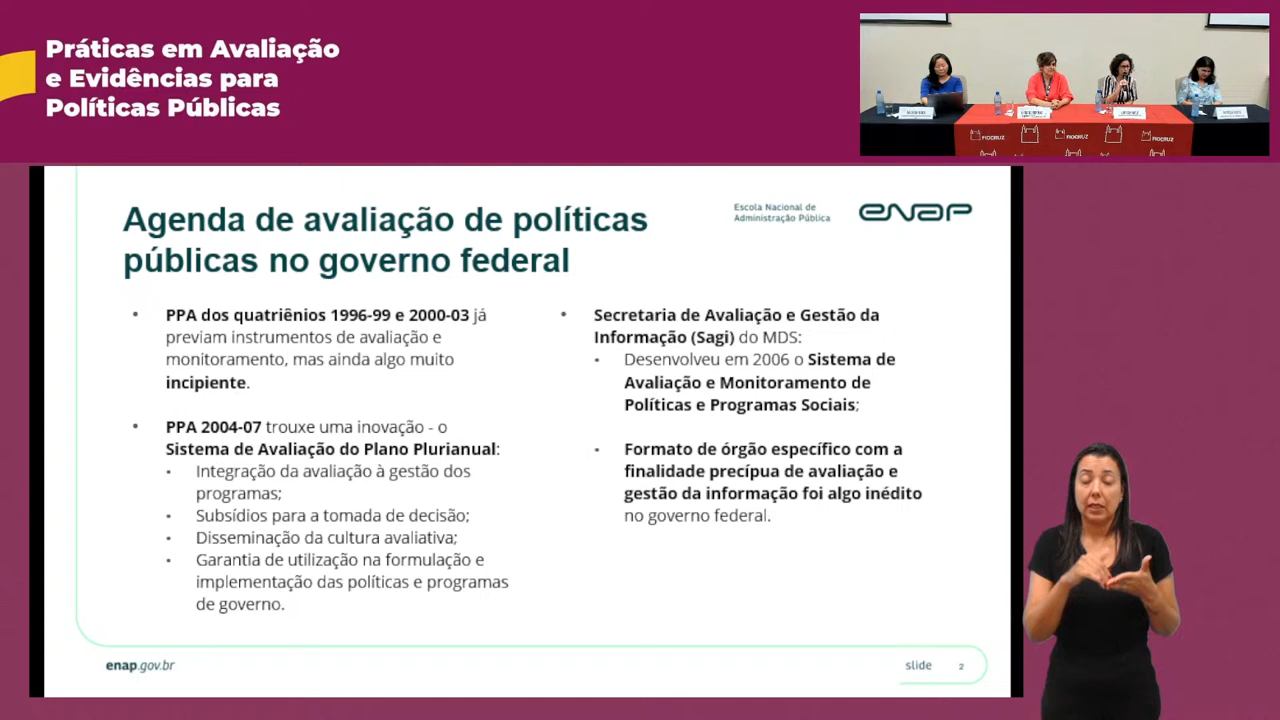 Práticas em Avaliação
e Evidências para
Políticas Públicas
FIOCRUZ
FIOCRUZ
FIOCRUZ
Agenda de avaliação de políticas
públicas no governo federal
Escola Nacional de
Administração Pública
enap
PPA dos quatriênios 1996-99 e 2000-03 já
previam instrumentos de avaliação e
monitoramento, mas ainda algo muito
incipiente.
PPA 2004-07 trouxe uma inovação - o
Sistema de Avaliação do Plano Plurianual:
Integração da avaliação à gestão dos
programas;
Subsídios para a tomada de decisão;
Disseminação da cultura avaliativa;
Garantia de utilização na formulação e
implementação das políticas e programas
de governo.
Secretaria de Avaliação e Gestão da
Informação (Sagi) do MDS:
Desenvolveu em 2006 o Sistema de
Avaliação e Monitoramento de
Políticas e Programas Sociais;
Formato de órgão específico com a
finalidade precípua de avaliação e
gestão da informação foi algo inédito
no governo federal.
enap.gov.br
slide 2